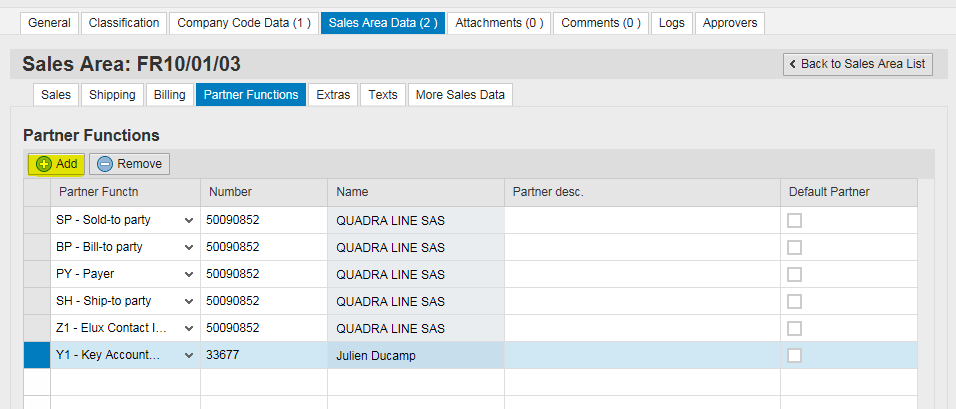 General Classification Company Code Data (1 ) Sales Area Data (2 ) Attachments (0 ) Comments (0 ) Logs Approvers
Sales Area: FR10/01/03 Back to Sales Area List
Sales Shipping Billing Partner Functions Extras Texts More Sales Data
Partner Functions
Add Remove
Partner Functn Number Name Partner desc. Default Partner
SP - Sold-to party 50090852 QUADRA LINE SAS
BP - Bill-to party 50090852 QUADRA LINE SAS
PY - Payer 50090852 QUADRA LINE SAS
SH - Ship-to party 50090852 QUADRA LINE SAS
Z1 - Elux Contact I... 50090852 QUADRA LINE SAS
Y1 - Key Account... 33677 Julien Ducamp